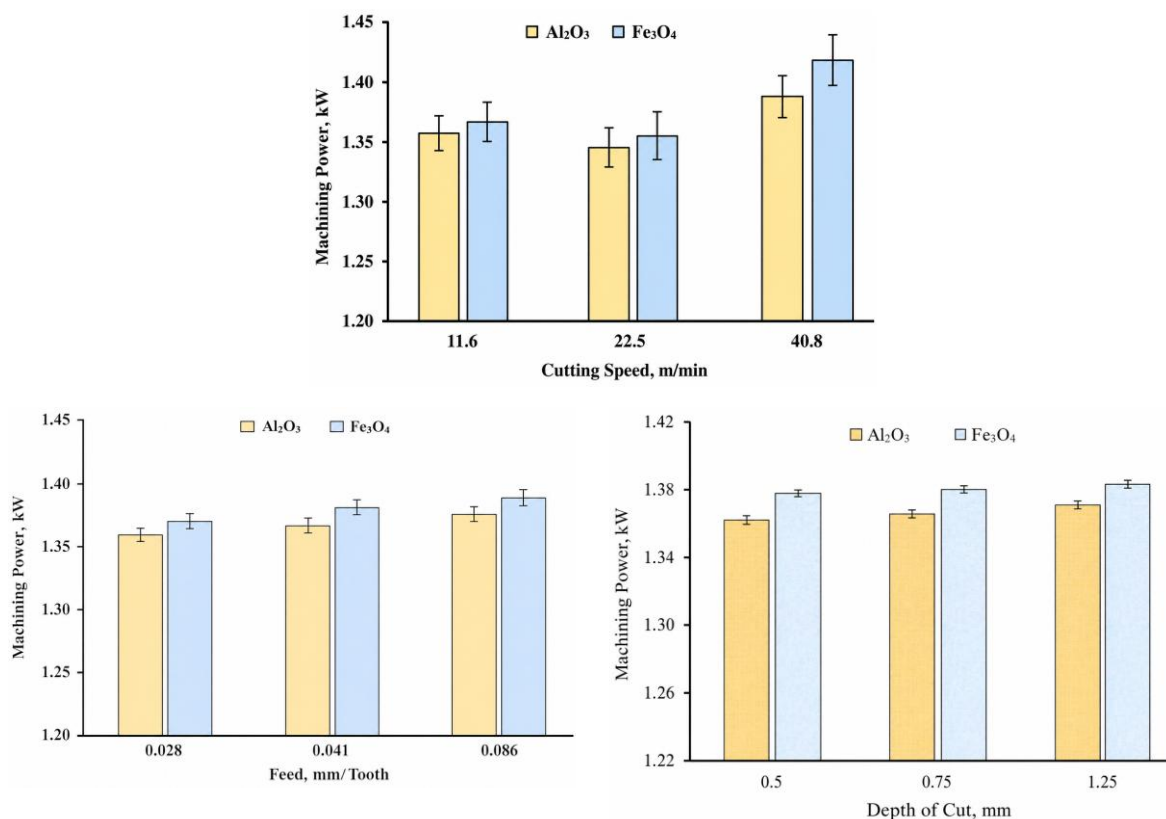 1.45
Al₂O₃ Fe₃O₄
1.40
1.35
1.30
1.25
1.20
Machining Power, kW
11.6 22.5 40.8
Cutting Speed, m/min
1.45
Al₂O₃ Fe₃O₄
1.40
1.35
1.30
1.25
1.20
Machining Power, kW
0.028 0.041 0.086
Feed, mm/Tooth
1.42
Al₂O₃ Fe₃O₄
1.38
1.34
1.30
1.26
1.22
Machining Power, kW
0.5 0.75 1.25
Depth of Cut, mm